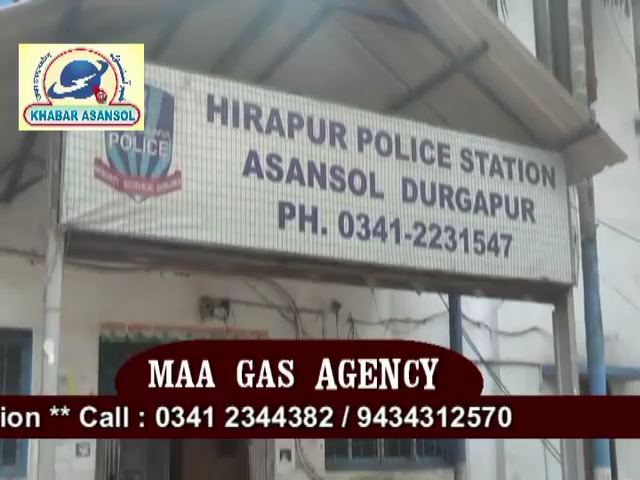 KHABAR ASANSOL
HIRAPUR POLICE STATION
ASANSOL DURGAPUR
PH. 0341-2231547
POLICE
MAA GAS AGENCY
ion ** Call : 0341 2344382 / 9434312570